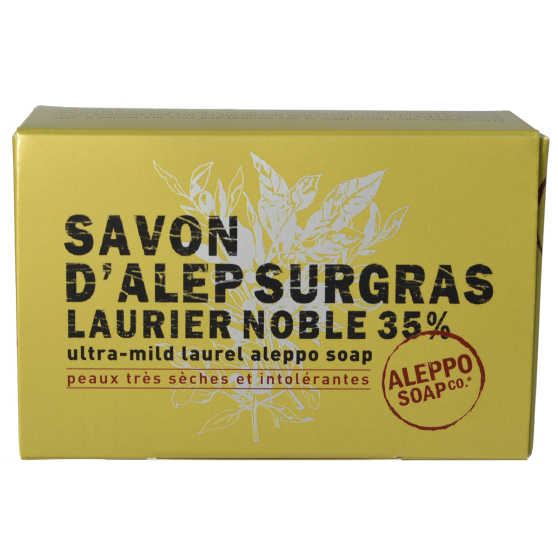 SAVON
D'ALEP SURGRAS
LAURIER NOBLE 35%
ultra-mild laurel aleppo soap
peaux très sèches et intolérantes
ALEPPO
SOAP CO.*